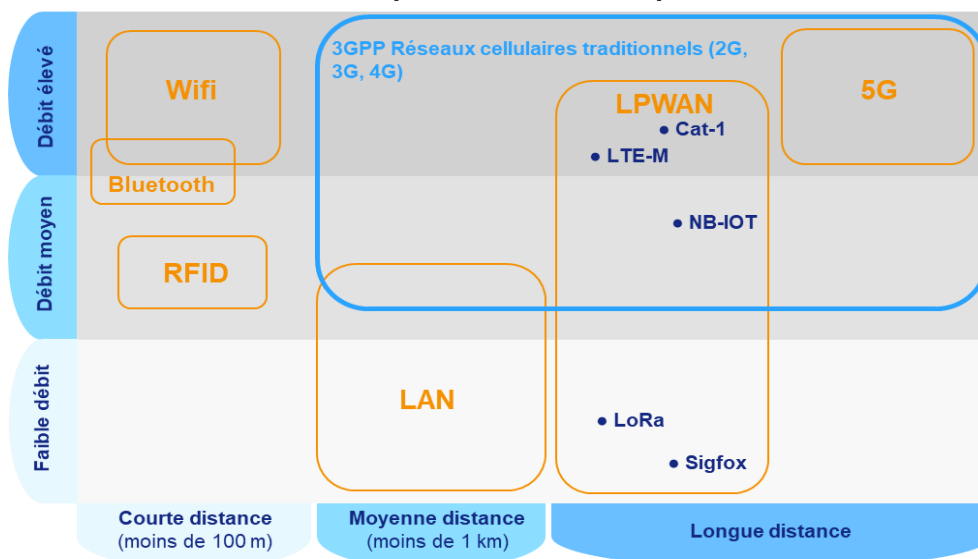 Débit élevé
Débit moyen
Faible débit
3GPP Réseaux cellulaires traditionnels (2G,
3G, 4G)
Wifi
Bluetooth
RFID
LAN
LPWAN
• Cat-1
• LTE-M
• NB-IOT
• LoRa
• Sigfox
5G
Courte distance
(moins de 100 m)
Moyenne distance
(moins de 1 km)
Longue distance